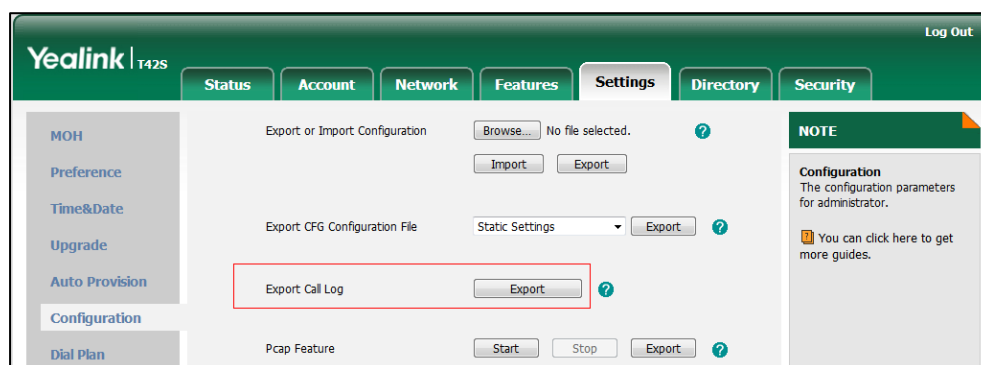 Log Out
Yealink | T42S
Status Account Network Features Settings Directory Security
MOH
Preference
Time&Date
Upgrade
Auto Provision
Configuration
Dial Plan
Export or Import Configuration Browse... No file selected. ?
Import Export
Export CFG Configuration File Static Settings Export ?
Export Call Log Export ?
Pcap Feature Start Stop Export ?
NOTE
Configuration
The configuration parameters
for administrator.
? You can click here to get
more guides.